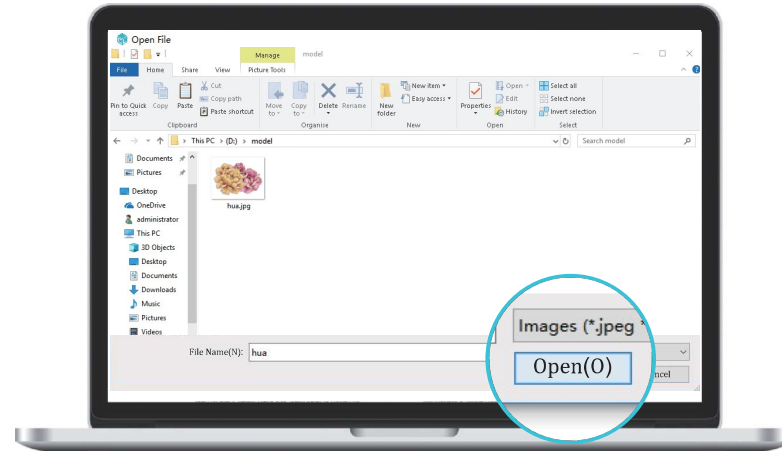 Open File
Manage model
File Home Share View Picture Tools
Pin to Quick access Copy Paste Cut Copy path Paste shortcut
Move to Copy to Delete Rename New folder New item Easy access Properties Open Edit History Select all Select none Invert selection
Clipboard Organise New Open Select
This PC > (D:) > model Search model
Documents
Pictures
Desktop
OneDrive
administrator
This PC
3D Objects
Desktop
Documents
Downloads
Music
Pictures
Videos
hua.jpg
File Name(N): hua
Images (*.jpeg *
Open(O)
ncel